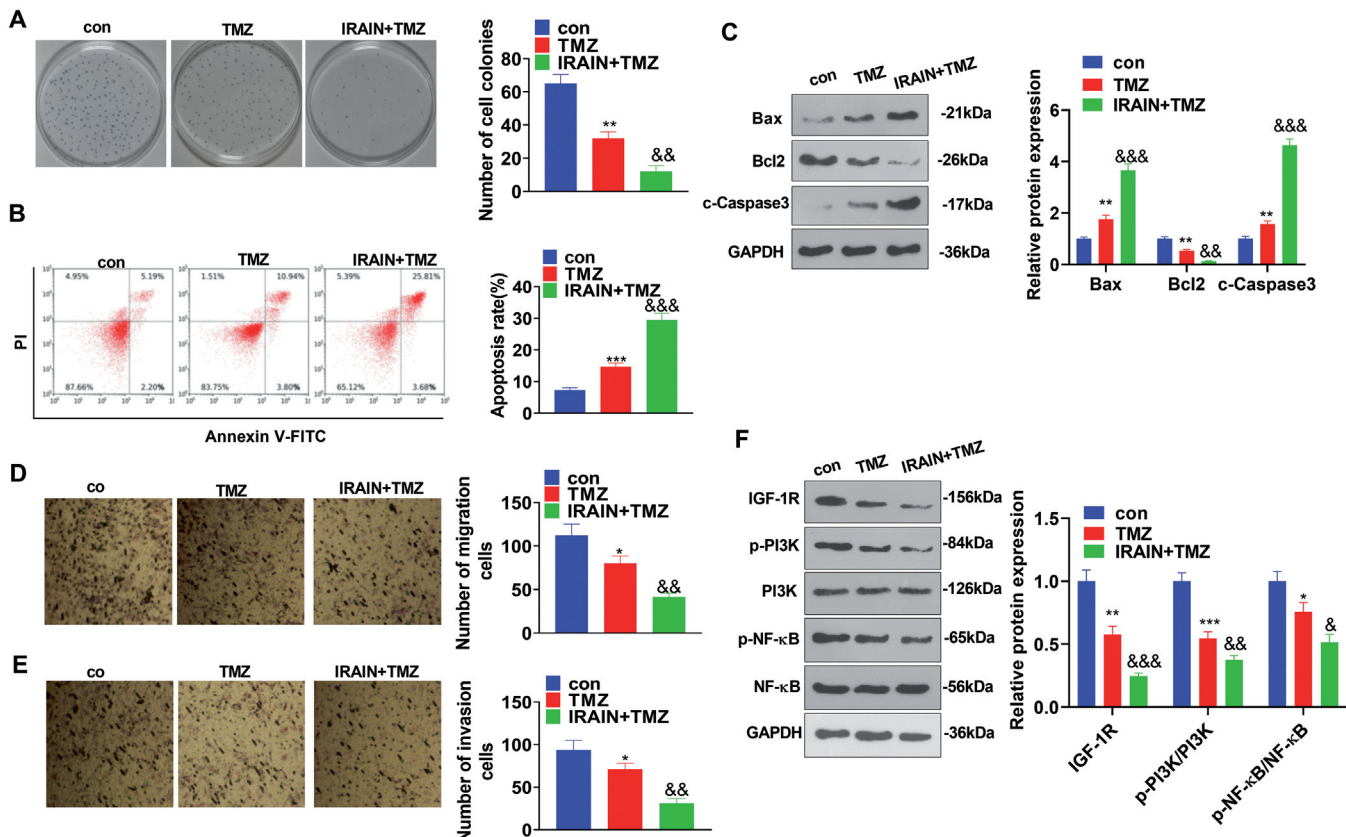 A
con
TMZ
IRAIN+TMZ
con
TMZ
IRAIN+TMZ
Number of cell colonies
80
60
40
20
0
**
&&
B
con
TMZ
IRAIN+TMZ
4.95%
5.19%
87.66%
2.20%
1.51%
10.94%
83.75%
3.80%
5.39%
25.81%
65.12%
3.68%
PI
Annexin V-FITC
con
TMZ
IRAIN+TMZ
Apoptosis rate(%)
40
30
20
10
0
***
&&&
C
con
TMZ
IRAIN+TMZ
Bax
-21kDa
Bcl2
-26kDa
c-Caspase3
-17kDa
GAPDH
-36kDa
con
TMZ
IRAIN+TMZ
Relative protein expression
6
4
2
0
**
&&&
**
&&
**
&&&
Bax
Bcl2
c-Caspase3
D
co
TMZ
IRAIN+TMZ
con
TMZ
IRAIN+TMZ
Number of migration
cells
150
100
50
0
*
&&
E
co
TMZ
IRAIN+TMZ
con
TMZ
IRAIN+TMZ
Number of invasion
cells
150
100
50
0
*
&&
F
con
TMZ
IRAIN+TMZ
IGF-1R
-156kDa
p-PI3K
-84kDa
PI3K
-126kDa
p-NF-κB
-65kDa
NF-κB
-56kDa
GAPDH
-36kDa
con
TMZ
IRAIN+TMZ
Relative protein expression
1.5
1.0
0.5
0.0
**
&&&
***
&&
*
&
IGF-1R
p-PI3K/PI3K
p-NF-κB/NF-κB